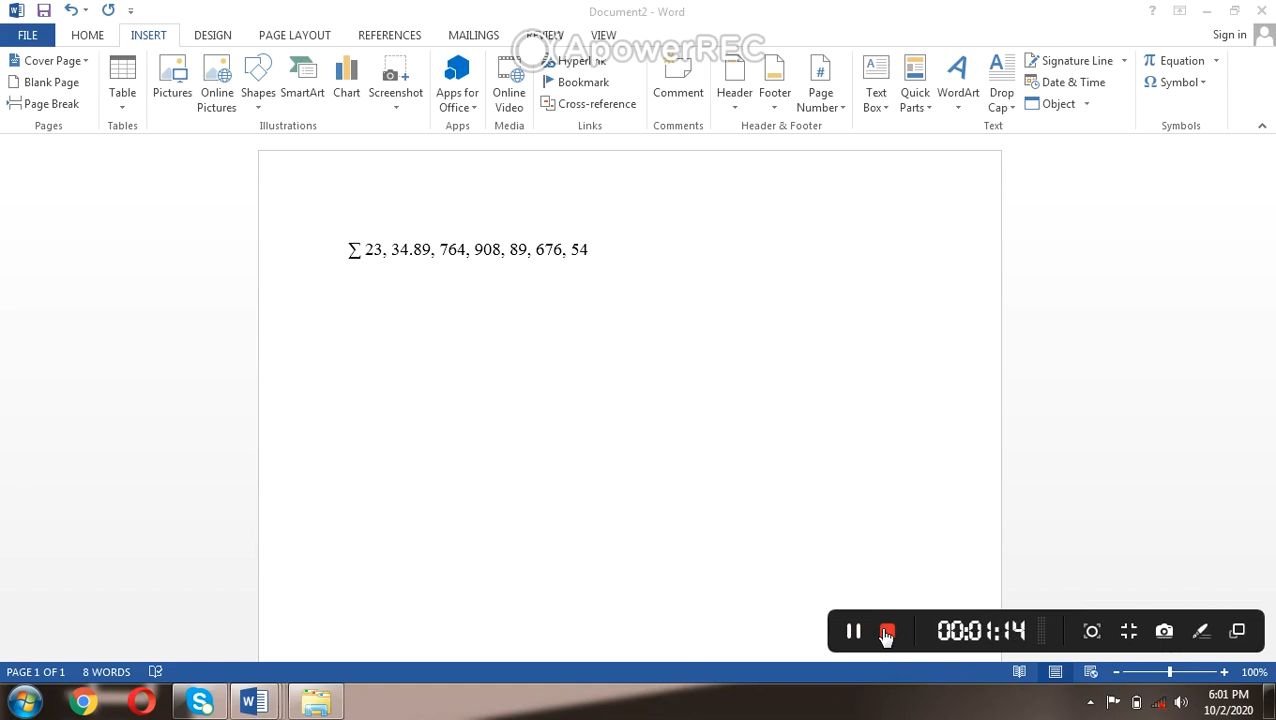 Document2 - Word
?
FILE HOME INSERT DESIGN PAGE LAYOUT REFERENCES MAILINGS REVIEW VIEW Sign in
ApowerREC
Cover Page
Blank Page
Page Break
Pages
Table
Tables
Pictures
Online Pictures
Shapes
SmartArt
Chart
Screenshot
Illustrations
Apps for Office
Apps
Online Video
Media
Hyperlink
Bookmark
Cross-reference
Links
Comment
Comments
Header
Footer
Page Number
Header & Footer
Text Box
Quick Parts
WordArt
Drop Cap
Signature Line
Date & Time
Object
Text
π Equation
Ω Symbol
Symbols
∑ 23, 34.89, 764, 908, 89, 676, 54
00:01:14
PAGE 1 OF 1 8 WORDS 100%
6:01 PM
10/2/2020